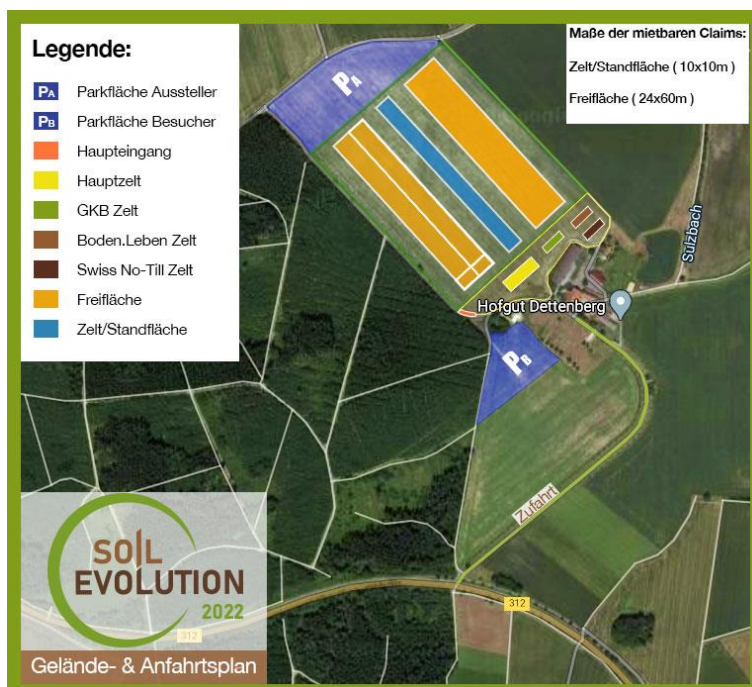 Legende:
PA Parkfläche Aussteller
PB Parkfläche Besucher
Haupteingang
Hauptzelt
GKB Zelt
Boden.Leben Zelt
Swiss No-Till Zelt
Freifläche
Zelt/Standfläche
Maße der mietbaren Claims:
Zelt/Standfläche ( 10x10m )
Freifläche ( 24x60m )
PA
Sulzbach
Hofgut Dettenberg
PB
Zufahrt
312
312
SOIL
EVOLUTION
2022
Gelände- & Anfahrtsplan